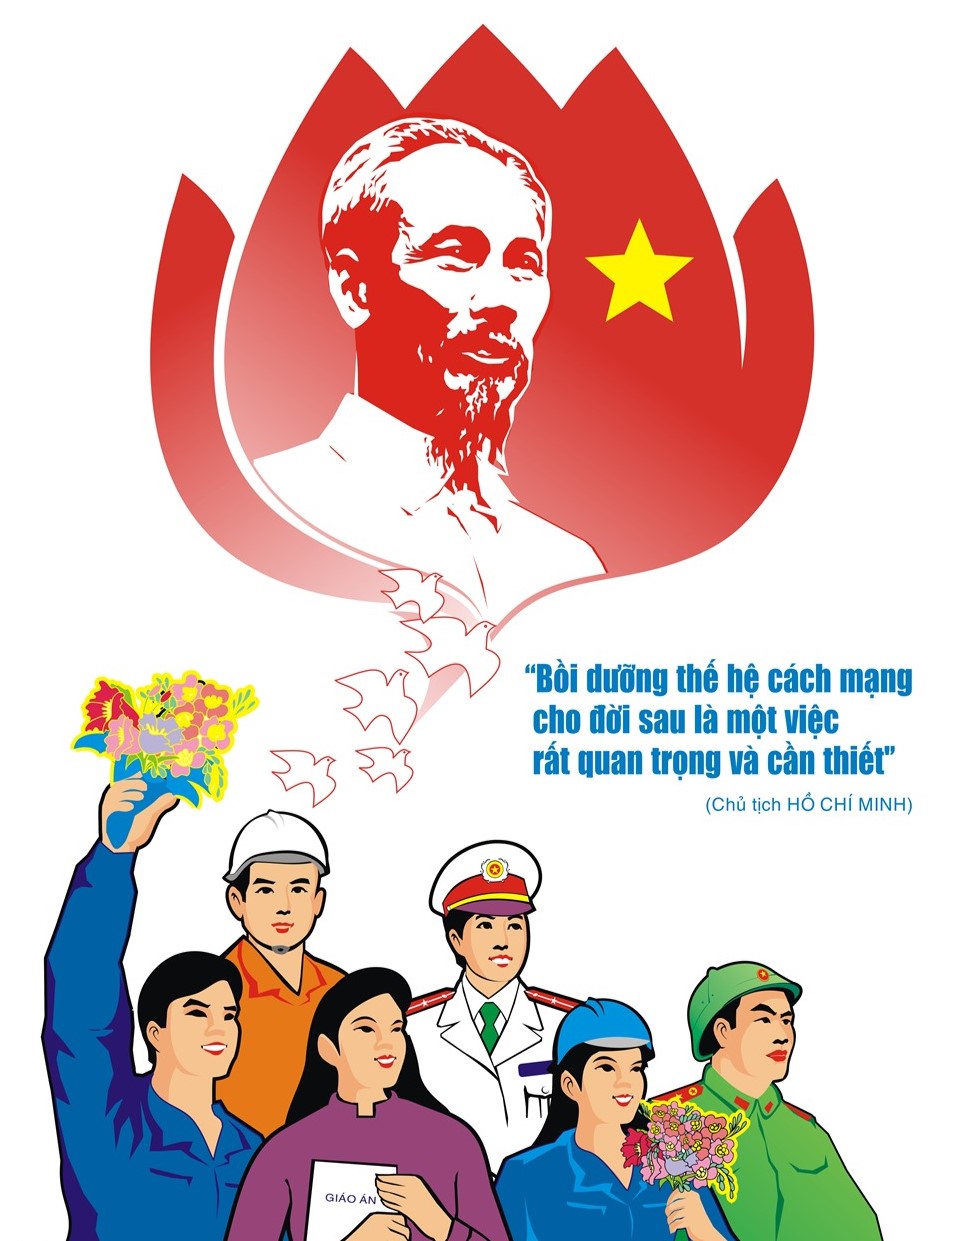 “Bồi dưỡng thế hệ cách mạng
cho đời sau là một việc
rất quan trọng và cần thiết"
(Chủ tịch HỒ CHÍ MINH)
GIÁO ÁN